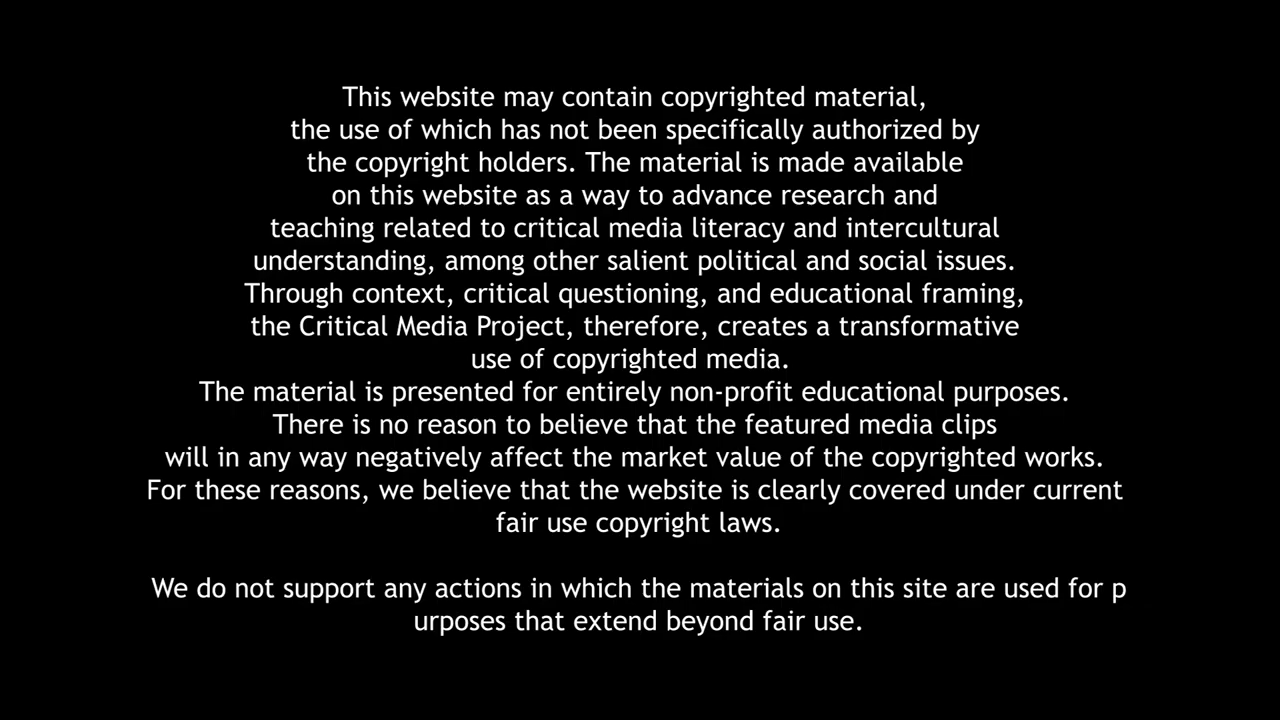 This website may contain copyrighted material,
the use of which has not been specifically authorized by
the copyright holders. The material is made available
on this website as a way to advance research and
teaching related to critical media literacy and intercultural
understanding, among other salient political and social issues.
Through context, critical questioning, and educational framing,
the Critical Media Project, therefore, creates a transformative
use of copyrighted media.
The material is presented for entirely non-profit educational purposes.
There is no reason to believe that the featured media clips
will in any way negatively affect the market value of the copyrighted works.
For these reasons, we believe that the website is clearly covered under current
fair use copyright laws.
We do not support any actions in which the materials on this site are used for p
urposes that extend beyond fair use.